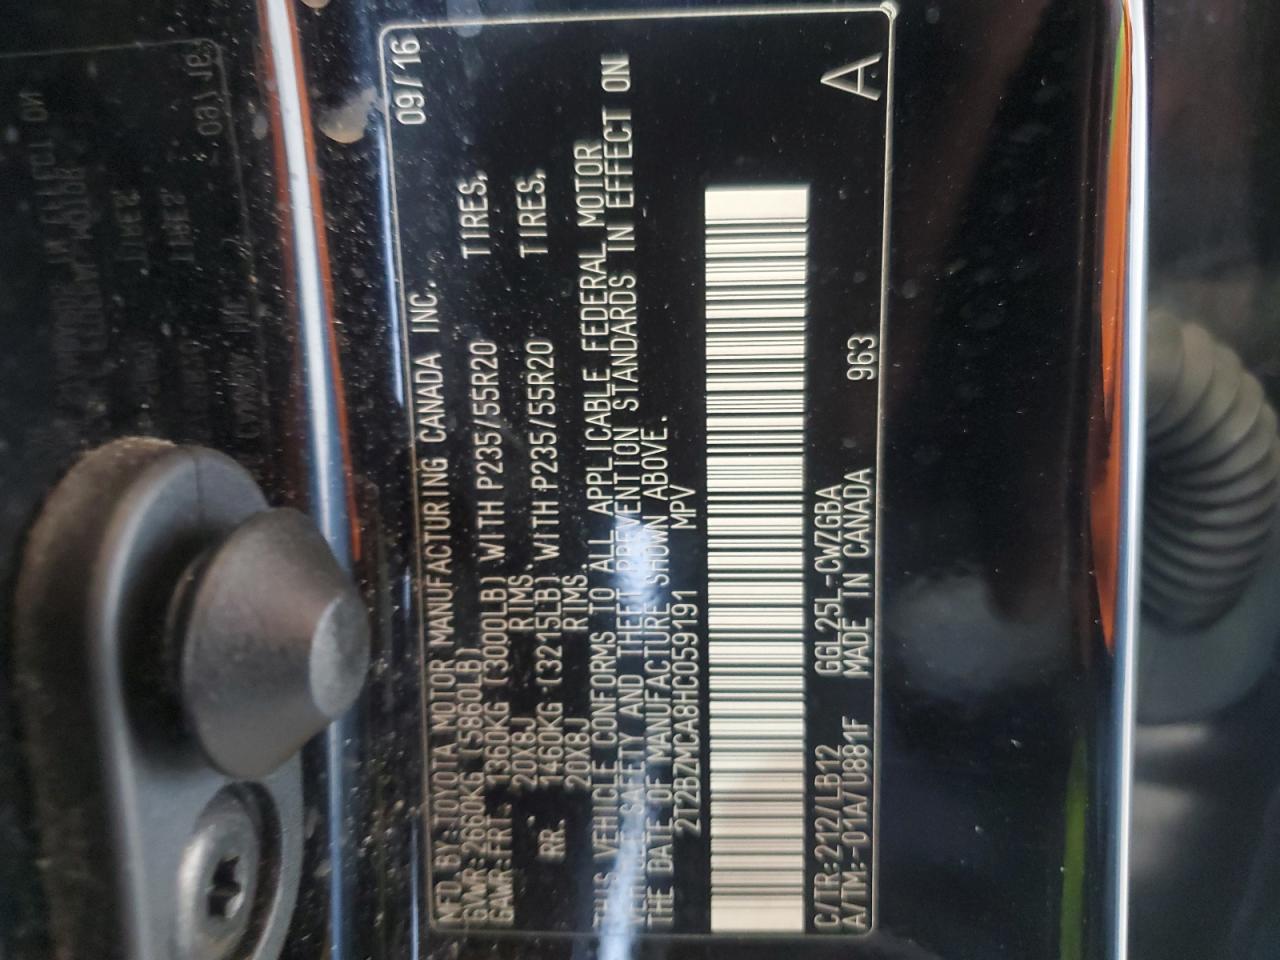 MFD BY:TOYOTA MOTOR MANUFACTURING CANADA INC. 09/16
GVWR:2660KG (5860LB)
GAWR:FRT. 1360KG (3000LB) WITH P235/55R20 TIRES,
20X8J RIMS.
RR. 1460KG (3215LB) WITH P235/55R20 TIRES,
20X8J RIMS.
THIS VEHICLE CONFORMS TO ALL APPLICABLE FEDERAL MOTOR
VEHICLE SAFETY AND THEFT PREVENTION STANDARDS IN EFFECT ON
THE DATE OF MANUFACTURE SHOWN ABOVE.
2T2BZMCA8HC059191 MPV
C/TR:212/LB12 GGL25L-CWZGBA A
A/TM:-01A/U881F MADE IN CANADA 963